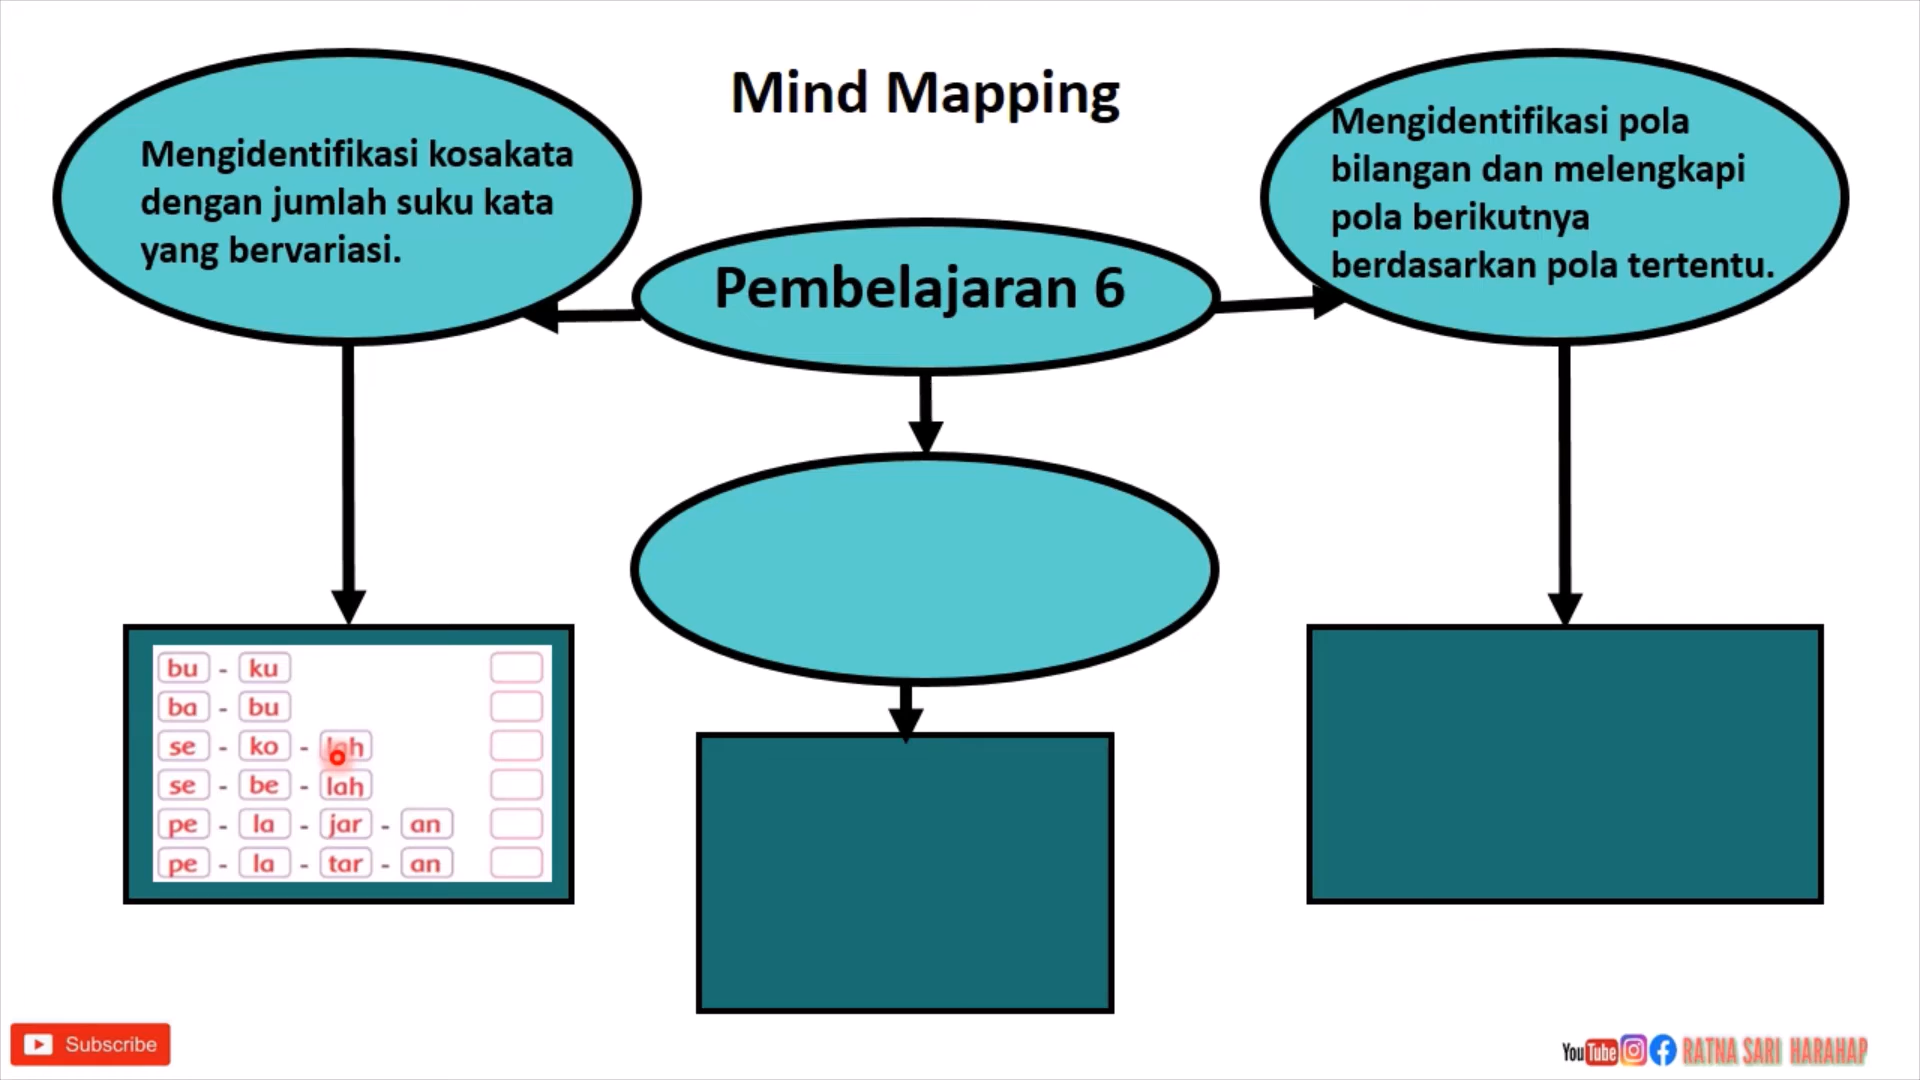 Mind Mapping
Mengidentifikasi kosakata
dengan jumlah suku kata
yang bervariasi.
Pembelajaran 6
Mengidentifikasi pola
bilangan dan melengkapi
pola berikutnya
berdasarkan pola tertentu.
bu - ku
ba - bu
se - ko - lah
se - be - lah
pe - la - jar - an
pe - la - tar - an
Subscribe
YouTube RATNA SARI HARAHAP